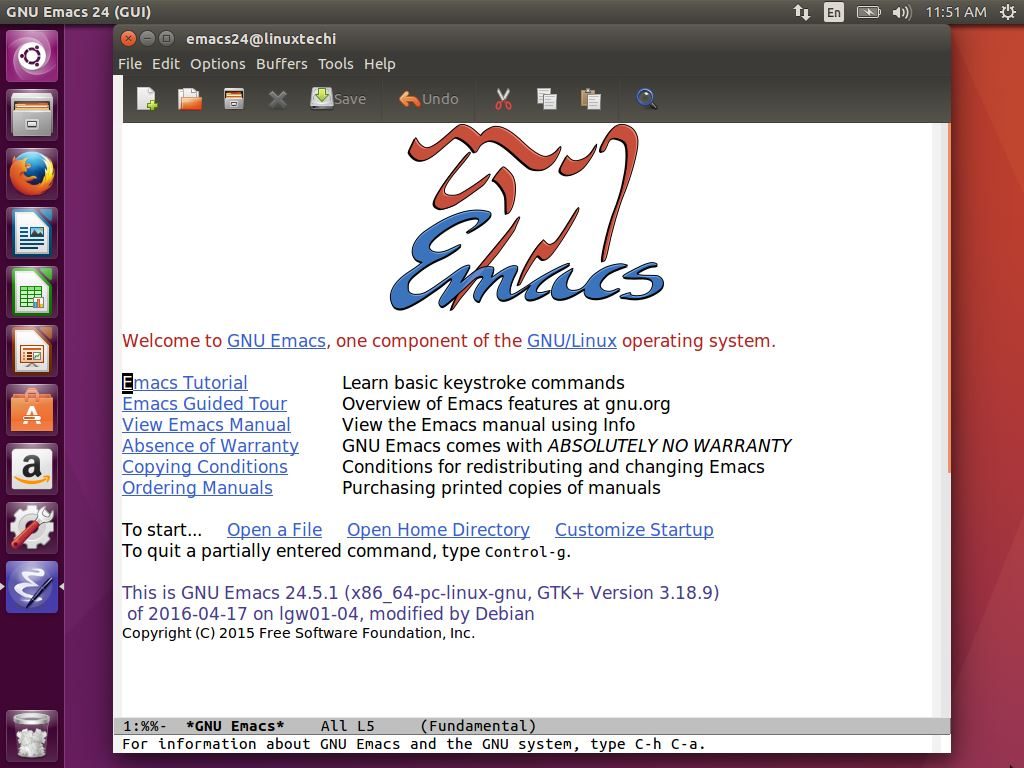 GNU Emacs 24 (GUI)
En
11:51 AM
emacs24@linuxtechi
File Edit Options Buffers Tools Help
Save
Undo
Emacs
Welcome to GNU Emacs, one component of the GNU/Linux operating system.
Emacs Tutorial Learn basic keystroke commands
Emacs Guided Tour Overview of Emacs features at gnu.org
View Emacs Manual View the Emacs manual using Info
Absence of Warranty GNU Emacs comes with ABSOLUTELY NO WARRANTY
Copying Conditions Conditions for redistributing and changing Emacs
Ordering Manuals Purchasing printed copies of manuals
To start... Open a File Open Home Directory Customize Startup
To quit a partially entered command, type Control-g.
This is GNU Emacs 24.5.1 (x86_64-pc-linux-gnu, GTK+ Version 3.18.9)
of 2016-04-17 on lgw01-04, modified by Debian
Copyright (C) 2015 Free Software Foundation, Inc.
1:%%- *GNU Emacs* All L5 (Fundamental)
For information about GNU Emacs and the GNU system, type C-h C-a.